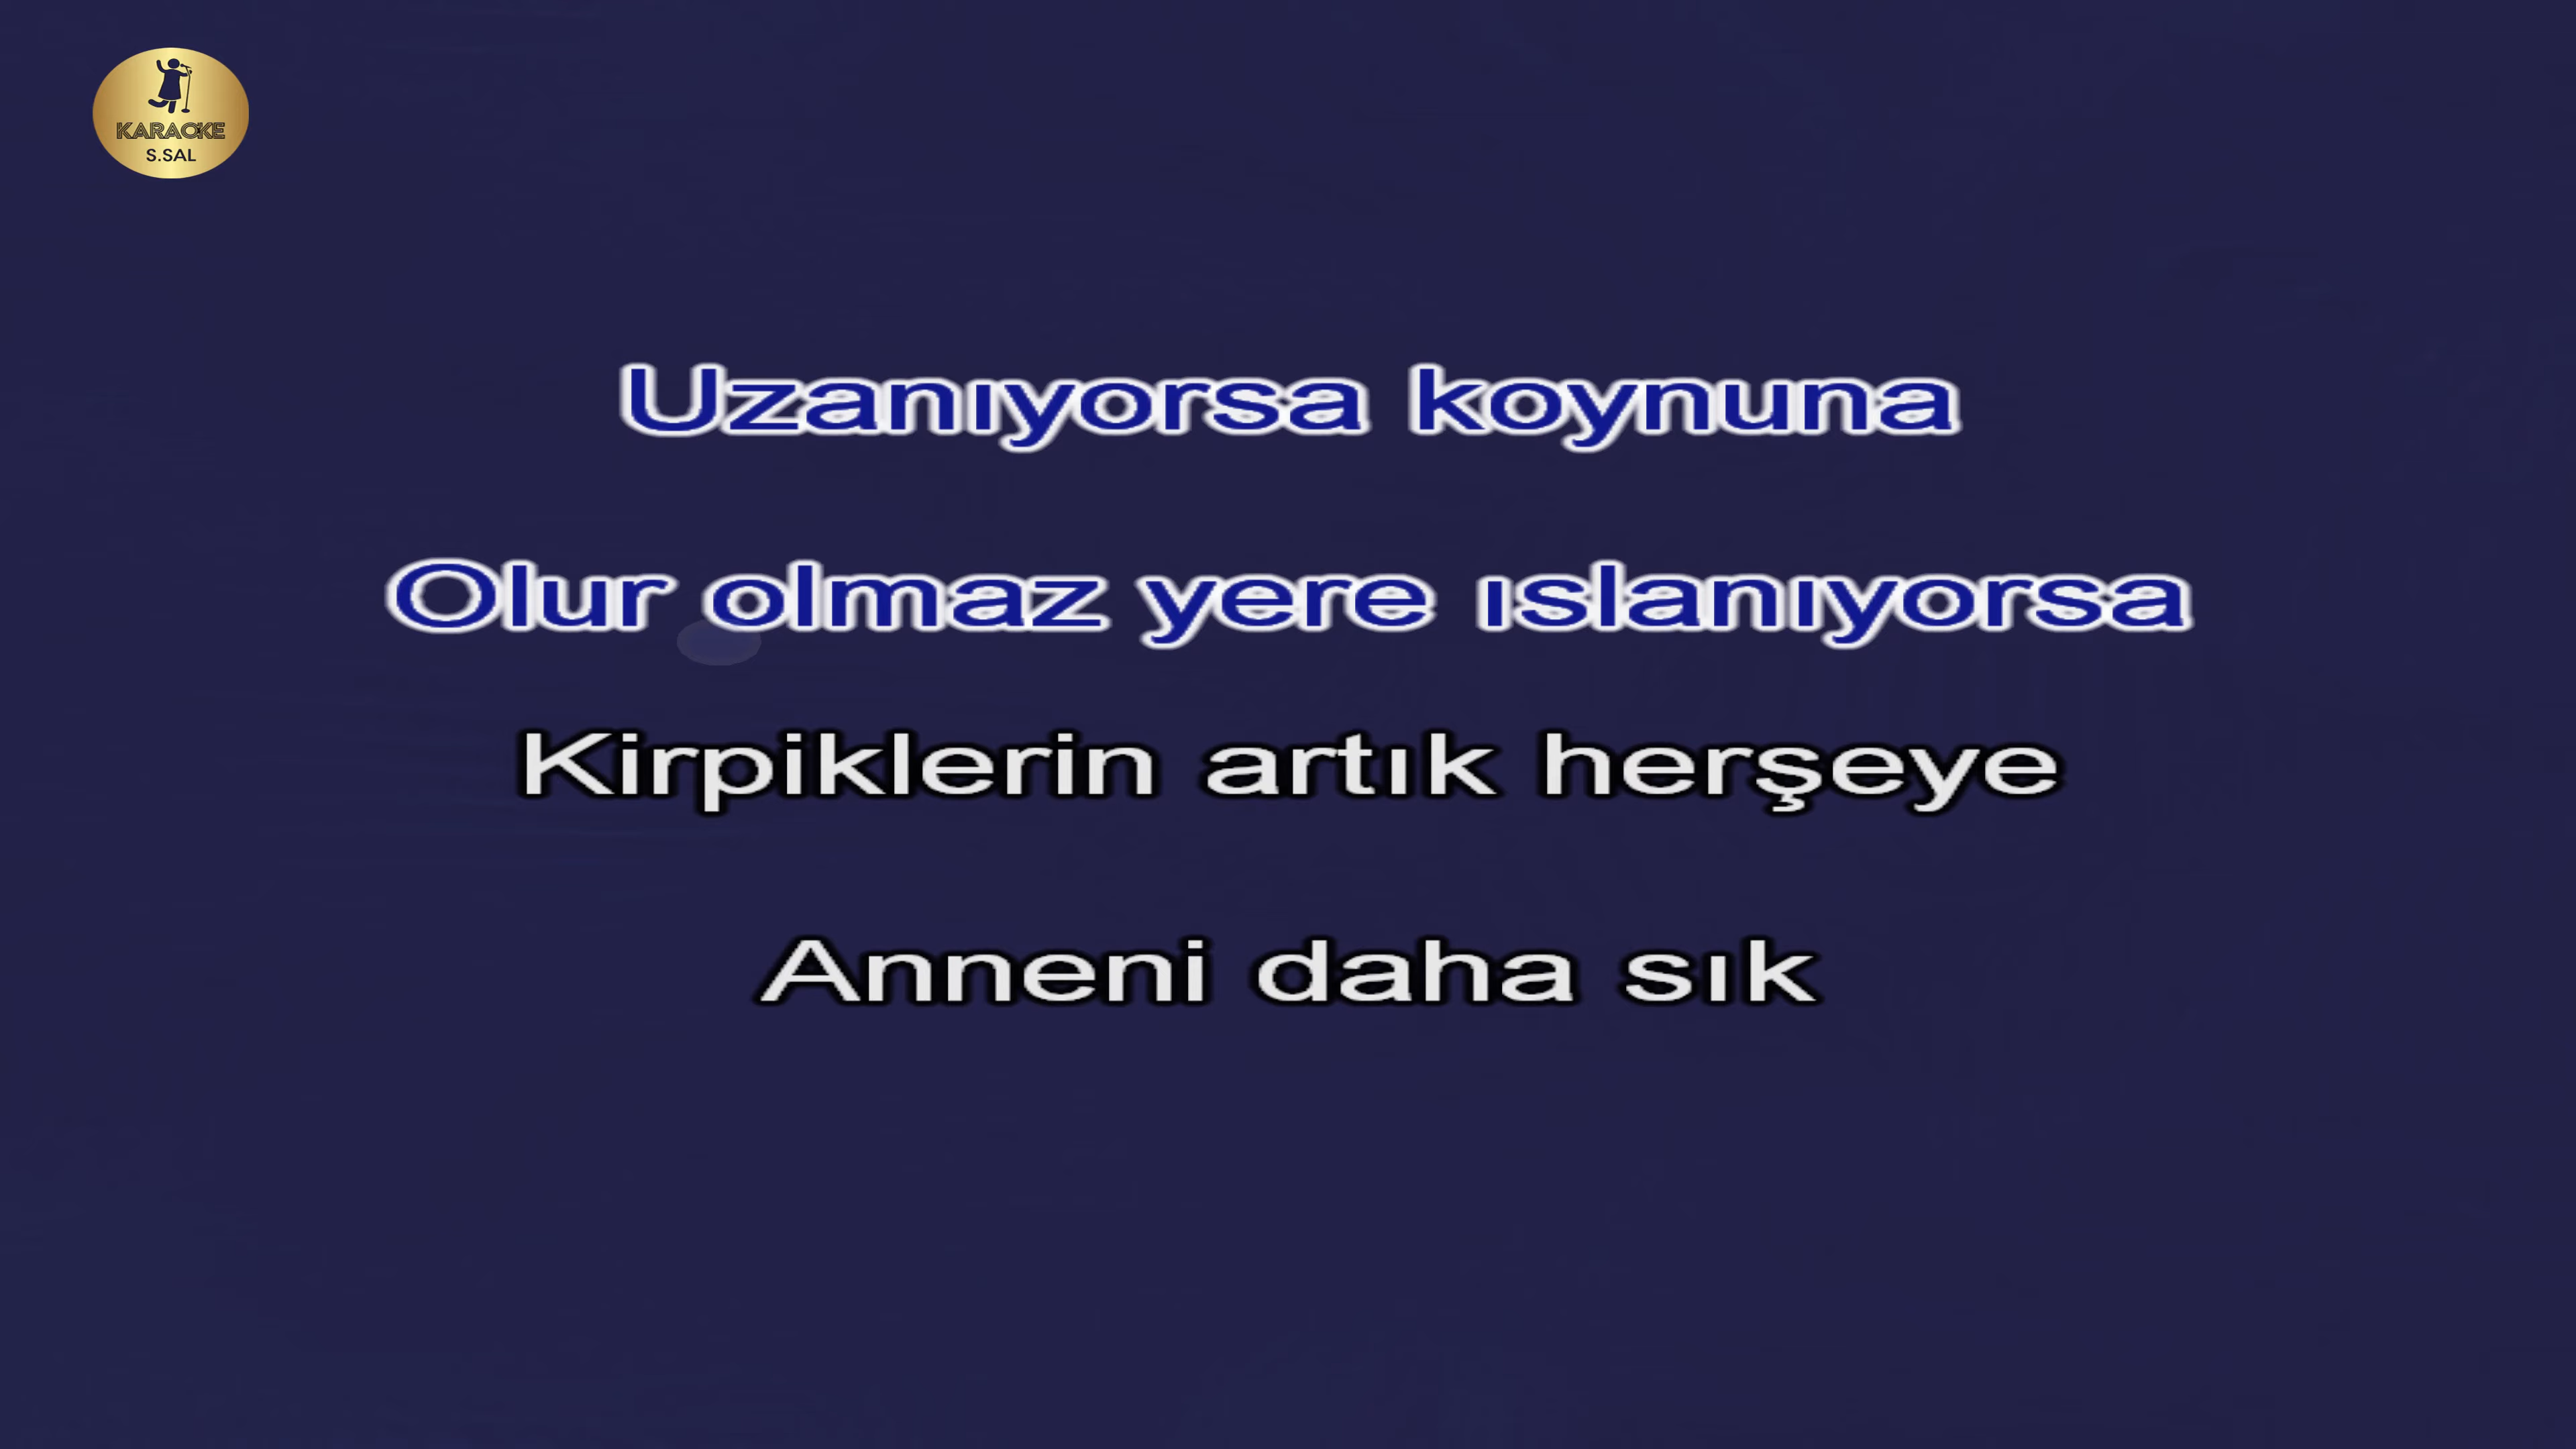 KARAOKE
S.SAL
Uzanıyorsa koynuna
Olur olmaz yere ıslanıyorsa
Kirpiklerin artık herşeye
Anneni daha sık